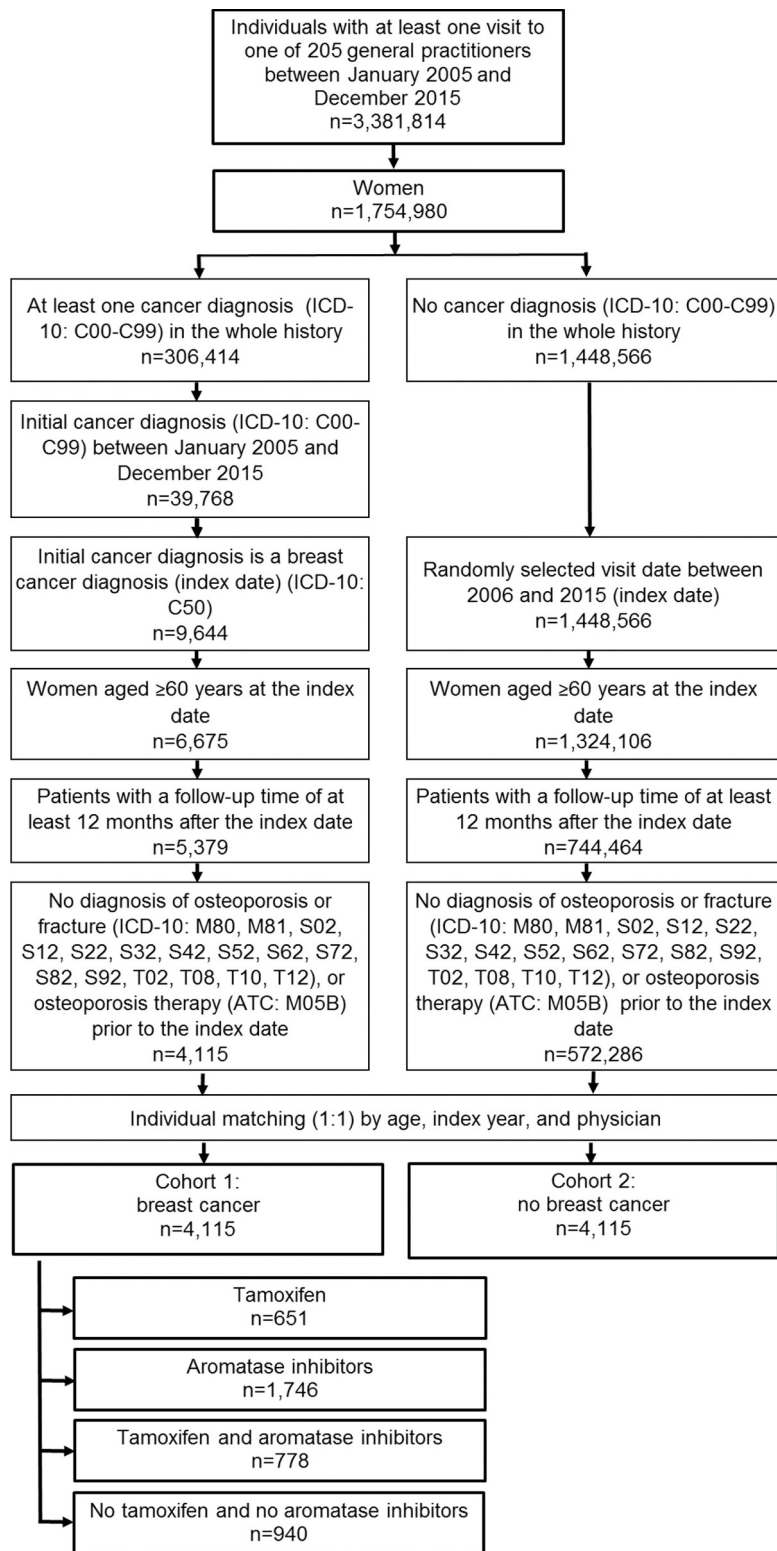 Individuals with at least one visit to
one of 205 general practitioners
between January 2005 and
December 2015
n=3,381,814
Women
n=1,754,980
At least one cancer diagnosis (ICD-
10: C00-C99) in the whole history
n=306,414
No cancer diagnosis (ICD-10: C00-C99)
in the whole history
n=1,448,566
Initial cancer diagnosis (ICD-10: C00-
C99) between January 2005 and
December 2015
n=39,768
Initial cancer diagnosis is a breast
cancer diagnosis (index date) (ICD-10:
C50)
n=9,644
Randomly selected visit date between
2006 and 2015 (index date)
n=1,448,566
Women aged ≥60 years at the index
date
n=6,675
Women aged ≥60 years at the index
date
n=1,324,106
Patients with a follow-up time of at
least 12 months after the index date
n=5,379
Patients with a follow-up time of at least
12 months after the index date
n=744,464
No diagnosis of osteoporosis or
fracture (ICD-10: M80, M81, S02,
S12, S22, S32, S42, S52, S62, S72,
S82, S92, T02, T08, T10, T12), or
osteoporosis therapy (ATC: M05B)
prior to the index date
n=4,115
No diagnosis of osteoporosis or fracture
(ICD-10: M80, M81, S02, S12, S22,
S32, S42, S52, S62, S72, S82, S92,
T02, T08, T10, T12), or osteoporosis
therapy (ATC: M05B) prior to the index
date
n=572,286
Individual matching (1:1) by age, index year, and physician
Cohort 1:
breast cancer
n=4,115
Cohort 2:
no breast cancer
n=4,115
Tamoxifen
n=651
Aromatase inhibitors
n=1,746
Tamoxifen and aromatase inhibitors
n=778
No tamoxifen and no aromatase inhibitors
n=940